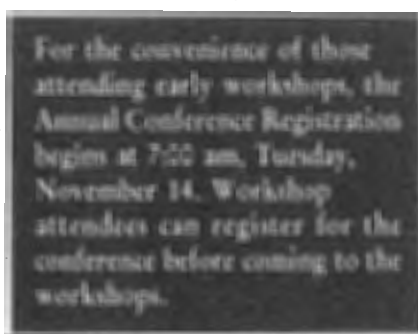 For the convenience of those
attending early workshops, the
Annual Conference Registration
begins at 7:00 am, Tuesday,
November 14. Workshop
attendees can register for the
conference before coming to the
workshops.